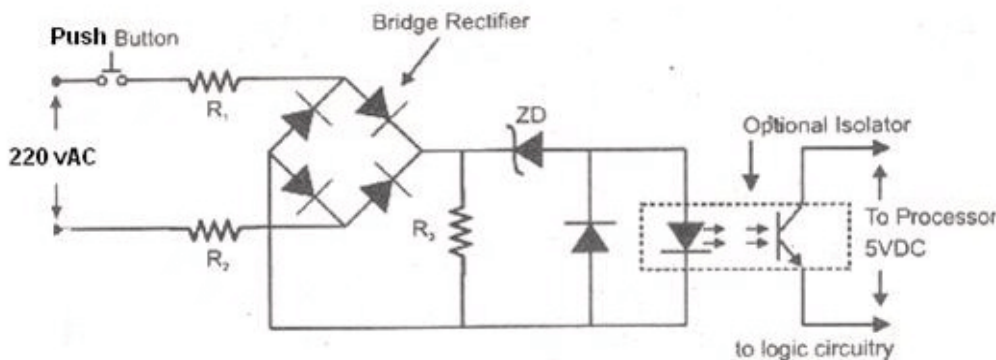 Bridge Rectifier
Push Button
R₁
ZD
Optional Isolator
220 vAC
R₃
To Processor
5VDC
R₂
to logic circuitry